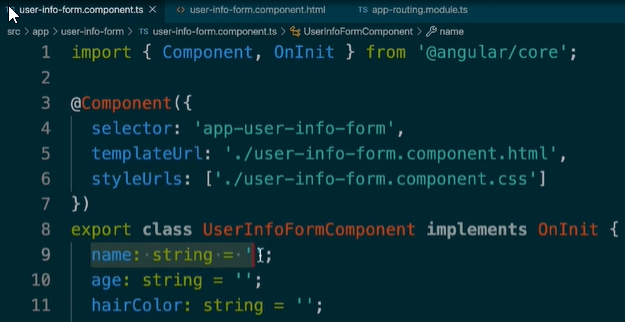 user-info-form.component.ts × <> user-info-form.component.html TS app-routing.module.ts
src > app > user-info-form > TS user-info-form.component.ts > UserInfoFormComponent > name
1 import { Component, OnInit } from '@angular/core';
2
3 @Component({
4 selector: 'app-user-info-form',
5 templateUrl: './user-info-form.component.html',
6 styleUrls: ['./user-info-form.component.css']
7 })
8 export class UserInfoFormComponent implements OnInit {
9 name: string = '';
10 age: string = '';
11 hairColor: string = '';